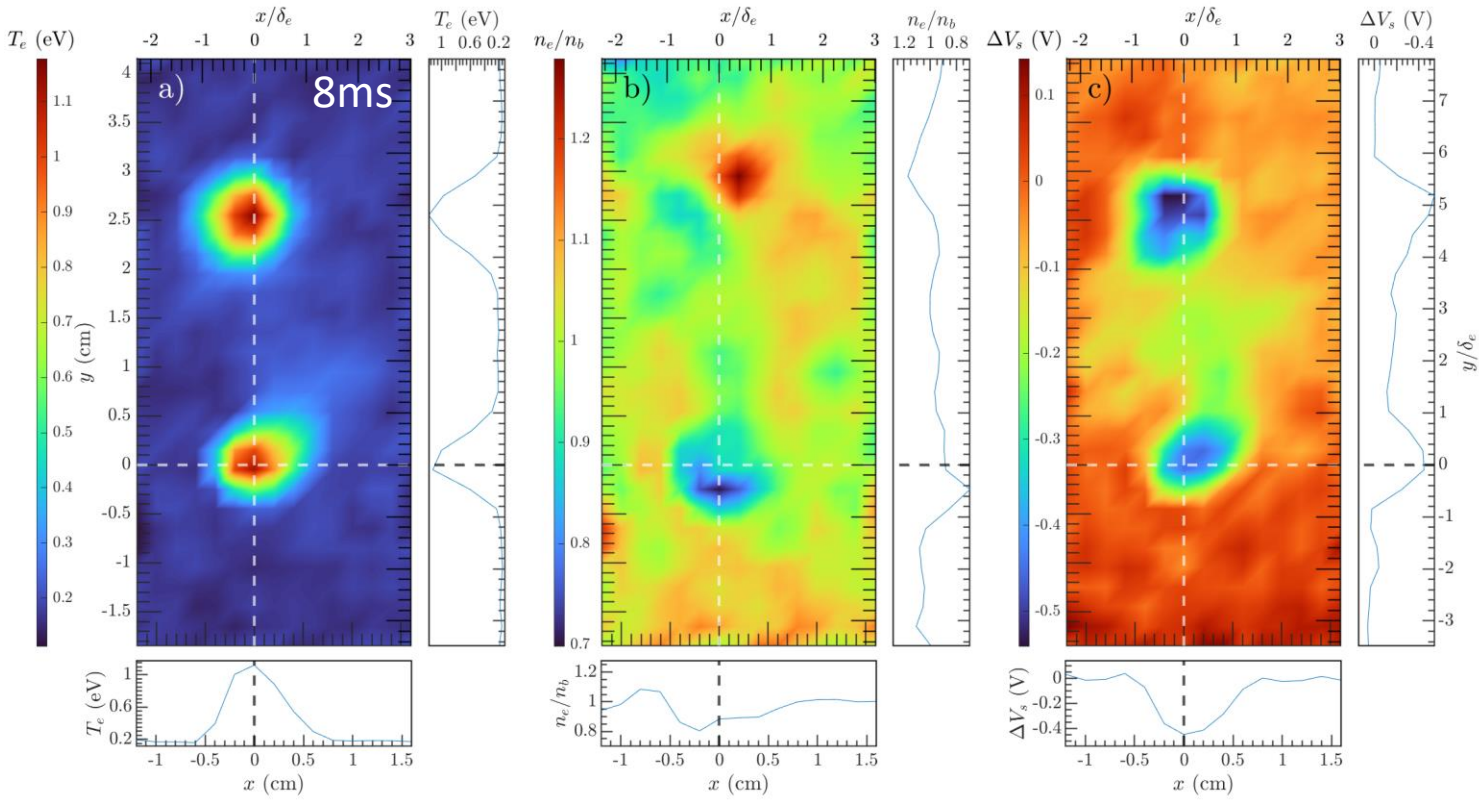 x/δ_e
T_e (eV)
x/δ_e
n_e/n_b
x/δ_e
ΔV_s (V)
T_e (eV)
-2 -1 0 1 2 3
1 0.6 0.2
n_e/n_b
-2 -1 0 1 2 3
1.2 1 0.8
ΔV_s (V)
-2 -1 0 1 2 3
0 -0.4
a)
8ms
b)
c)
1.1
1
0.9
0.8
0.7
0.6
0.5
0.4
0.3
0.2
y (cm)
4
3.5
3
2.5
2
1.5
1
0.5
0
-0.5
-1
-1.5
1.2
1.1
1
0.9
0.8
0.7
0.1
0
-0.1
-0.2
-0.3
-0.4
-0.5
7
6
5
4
3
2
1
0
-1
-2
-3
y/δ_e
T_e (eV)
1
0.6
0.2
-1 -0.5 0 0.5 1 1.5
x (cm)
n_e/n_b
1.2
1
0.8
-1 -0.5 0 0.5 1 1.5
x (cm)
ΔV_s (V)
0
-0.2
-0.4
-1 -0.5 0 0.5 1 1.5
x (cm)